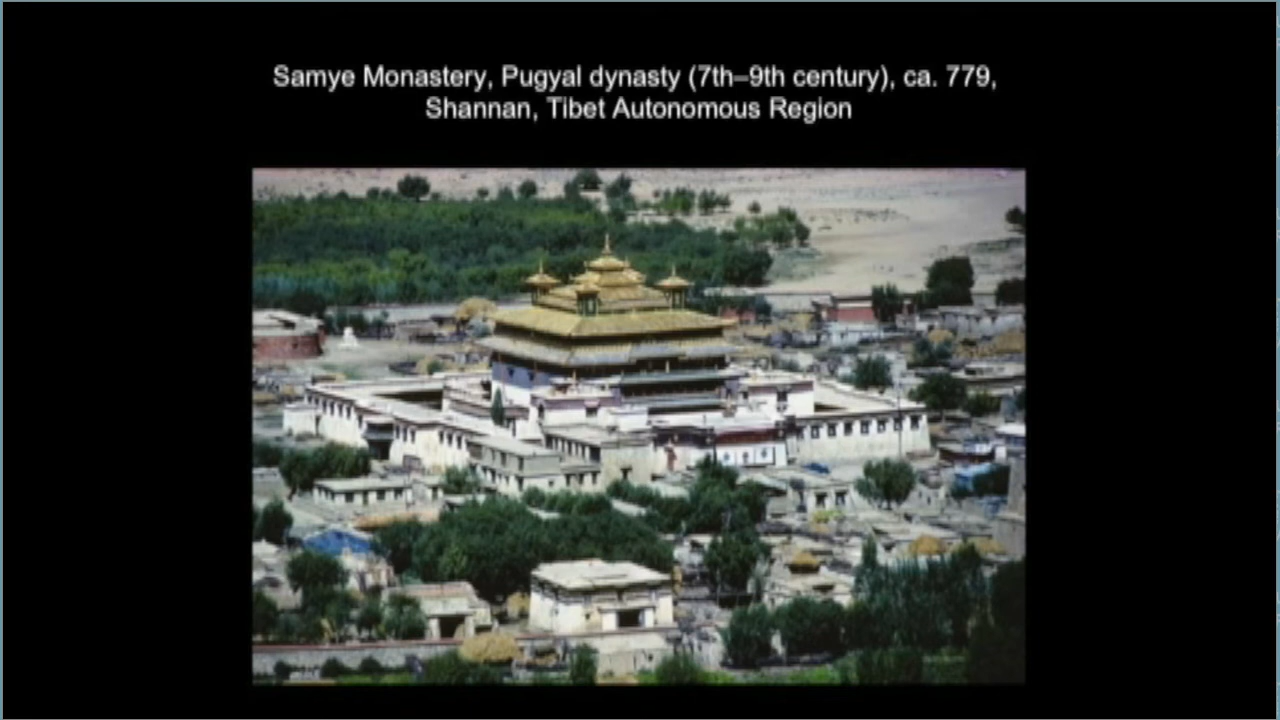 Samye Monastery, Pugyal dynasty (7th–9th century), ca. 779,
Shannan, Tibet Autonomous Region